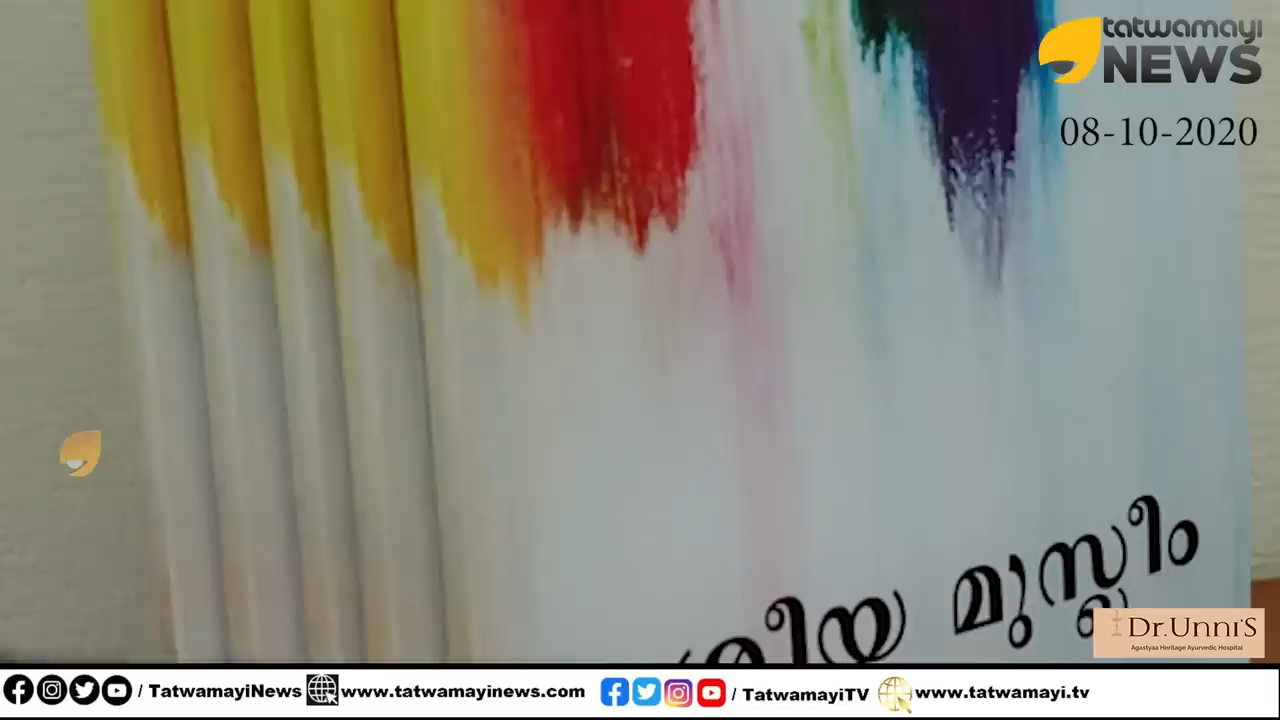 tatwamayi
NEWS
08-10-2020
മുസ്ലീം
Dr.UNNI'S
Agastyaa Heritage Ayurvedic Hospital
/ TatwamayiNews www.tatwamayinews.com / TatwamayiTV www.tatwamayi.tv